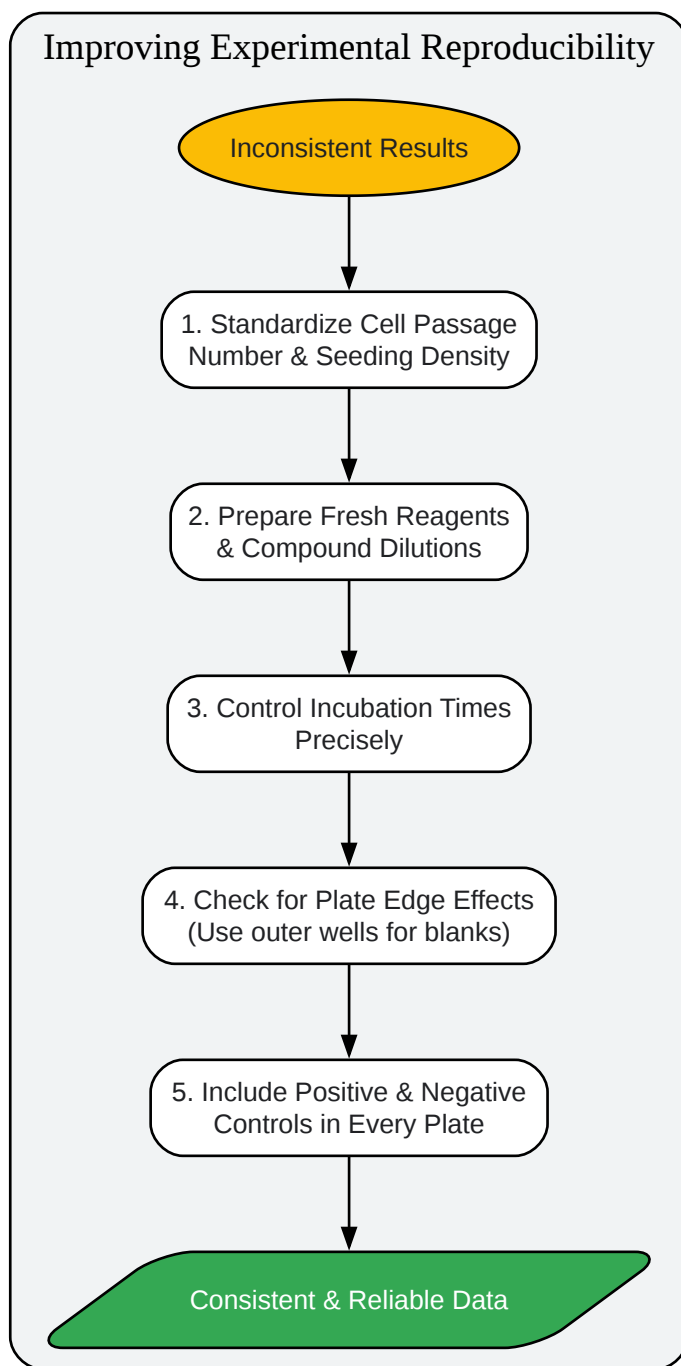 Improving Experimental Reproducibility
Inconsistent Results
1. Standardize Cell Passage
Number & Seeding Density
2. Prepare Fresh Reagents
& Compound Dilutions
3. Control Incubation Times
Precisely
4. Check for Plate Edge Effects
(Use outer wells for blanks)
5. Include Positive & Negative
Controls in Every Plate
Consistent & Reliable Data